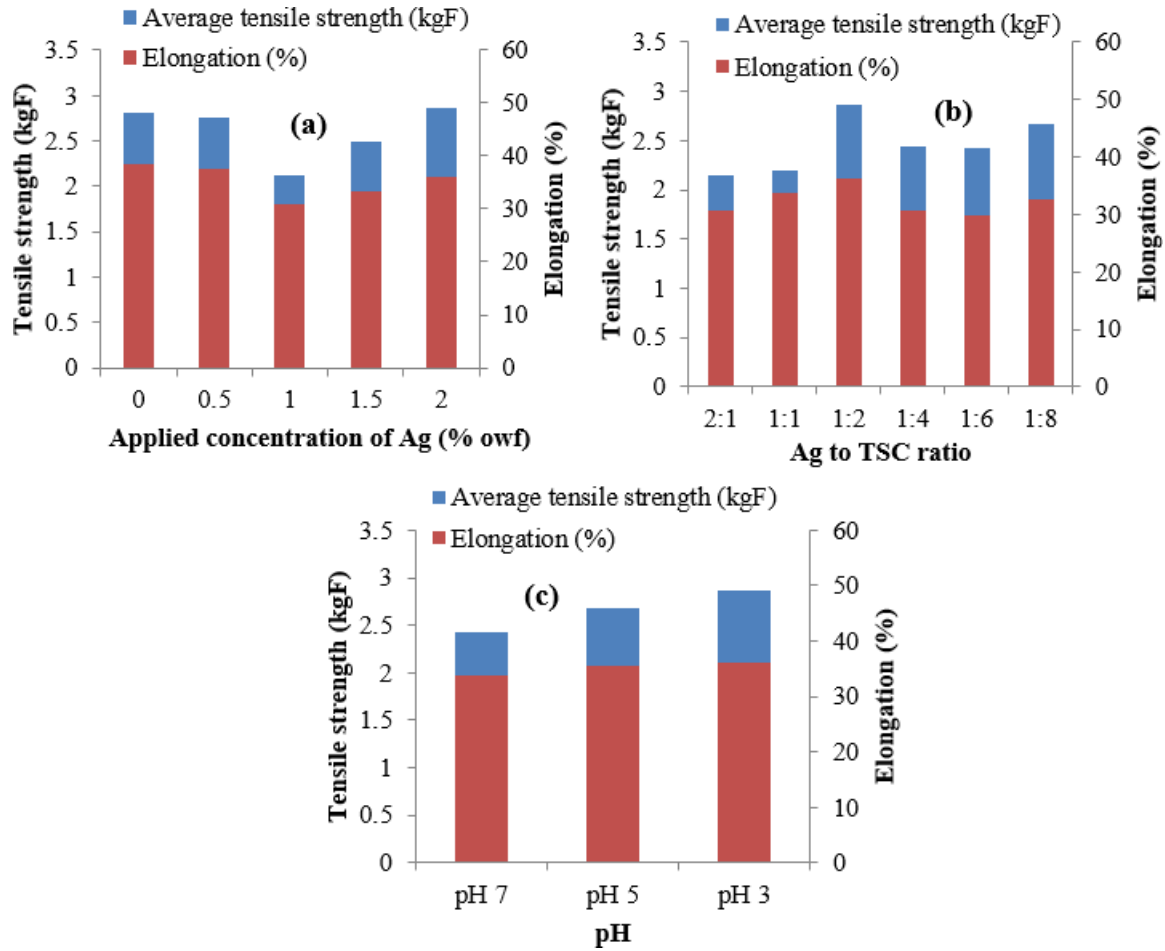 Average tensile strength (kgF)
Elongation (%)
(a)
Tensile strength (kgF)
3.5
3
2.5
2
1.5
1
0.5
0
60
50
40
30
20
10
0
Elongation (%)
0 0.5 1 1.5 2
Applied concentration of Ag (% owf)
Average tensile strength (kgF)
Elongation (%)
(b)
Tensile strength (kgF)
3.5
3
2.5
2
1.5
1
0.5
0
60
50
40
30
20
10
0
Elongation (%)
2:1 1:1 1:2 1:4 1:6 1:8
Ag to TSC ratio
Average tensile strength (kgF)
Elongation (%)
(c)
Tensile strength (kgF)
3.5
3
2.5
2
1.5
1
0.5
0
60
50
40
30
20
10
0
Elongation (%)
pH 7 pH 5 pH 3
pH